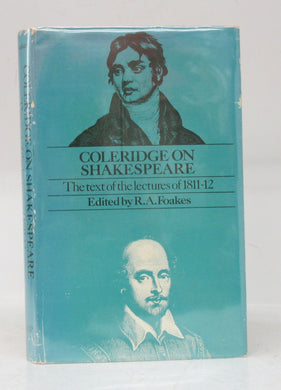 COLERIDGE ON
SHAKESPEARE
The text of the lectures of 1811-12
Edited by R.A. Foakes
COLERIDGE ON SHAKESPEARE